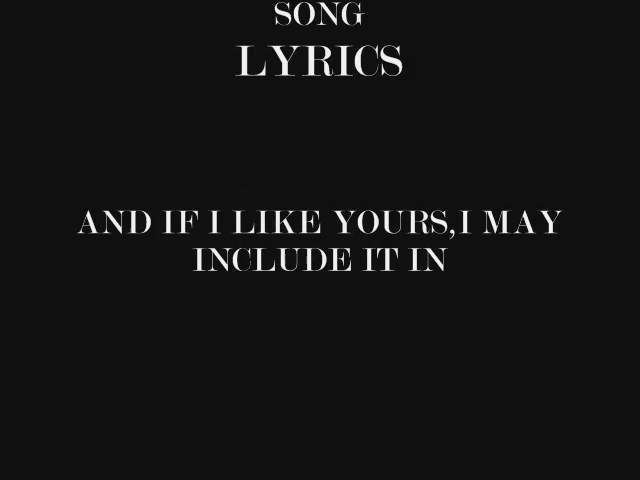 SONG
LYRICS
AND IF I LIKE YOURS,I MAY
INCLUDE IT IN